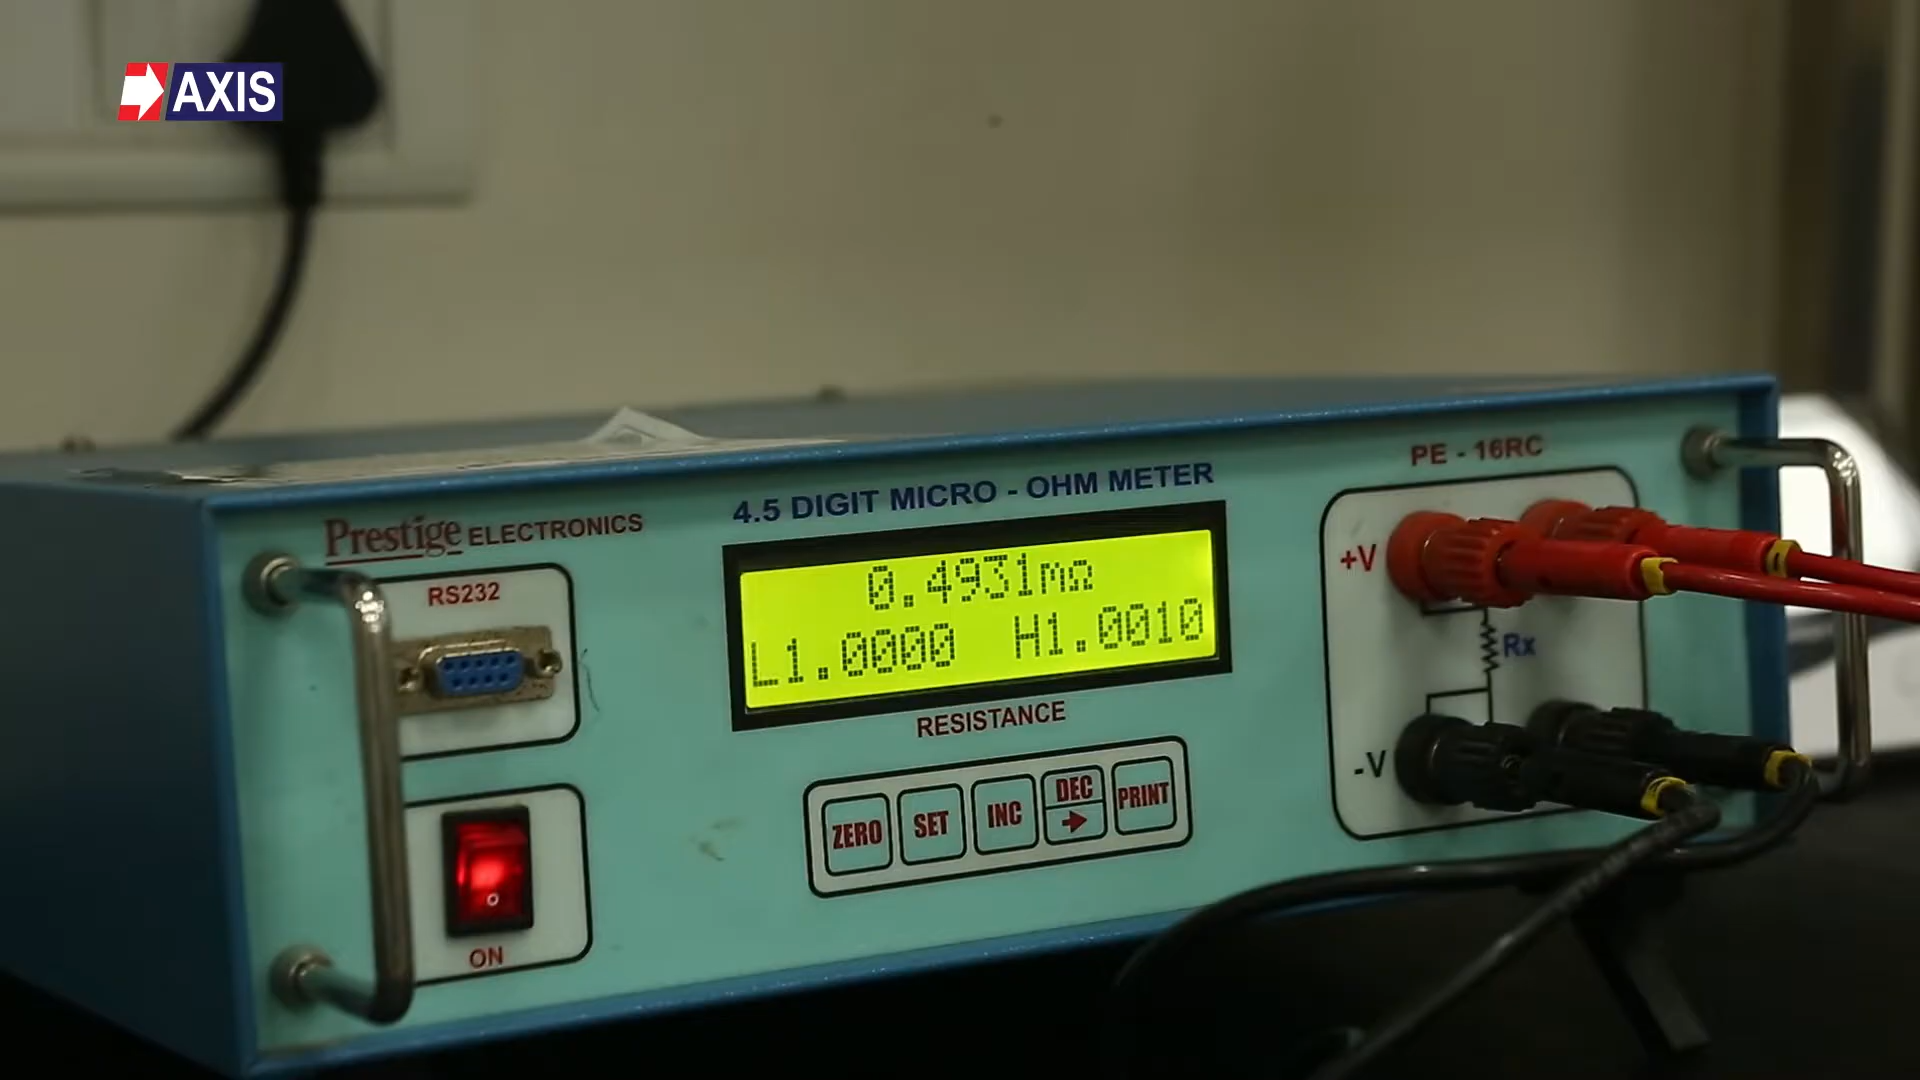 AXIS
PE - 16RC
4.5 DIGIT MICRO - OHM METER
Prestige ELECTRONICS
RS232
0.4931mΩ
L1.0000 H1.0010
+V
Rx
-V
RESISTANCE
ZERO SET INC DEC PRINT
ON